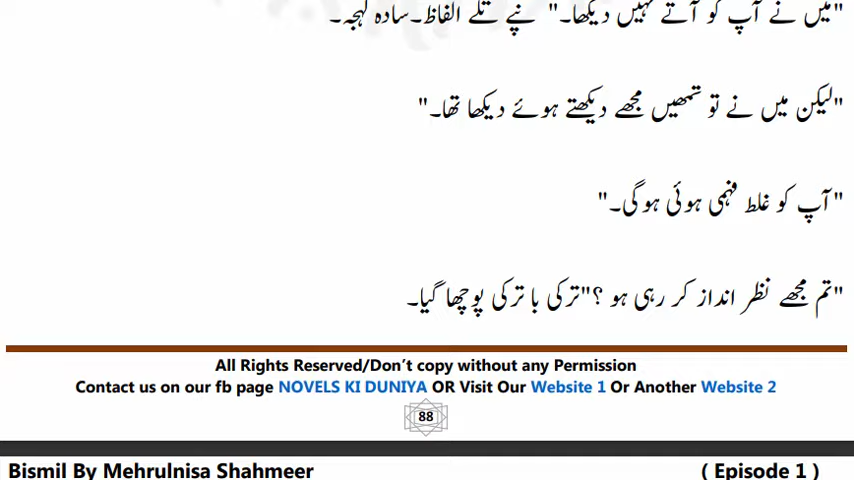 "میں نے آپ کو آتے نہیں دیکھا۔" نپے تلے الفاظ۔سادہ لہجہ۔
"لیکن میں نے تو تمھیں مجھے دیکھتے ہوئے دیکھا تھا۔"
"آپ کو غلط فہمی ہوئی ہوگی۔"
"تم مجھے نظر انداز کر رہی ہو ؟"ترکی با ترکی پوچھا گیا۔
All Rights Reserved/Don’t copy without any Permission
Contact us on our fb page NOVELS KI DUNIYA OR Visit Our Website 1 Or Another Website 2
88
Bismil By Mehrulnisa Shahmeer ( Episode 1 )